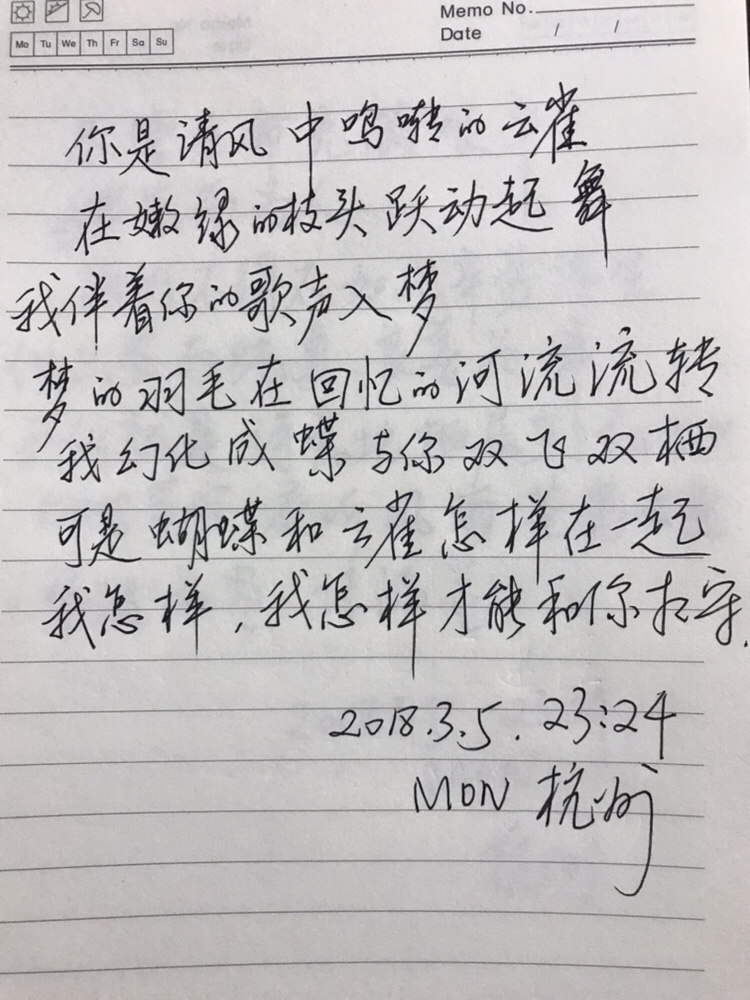 Memo No.
Mo Tu We Th Fr Sa Su
Date / /
你是清风中鸣啭的云雀
在嫩绿的枝头跃动起舞
我伴着你的歌声入梦
梦的羽毛在回忆的河流流转
我幻化成蝶与你双飞双栖
可是蝴蝶和云雀怎样在一起
我怎样,我怎样才能和你相守.
2018.3.5. 23:24
MON 杭州